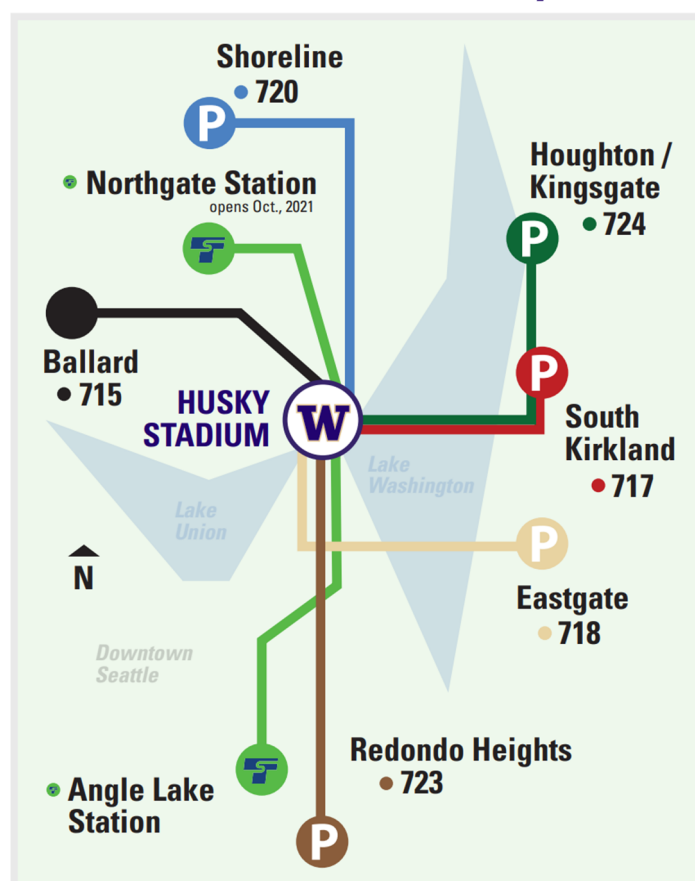 Shoreline
720
P
Northgate Station
opens Oct., 2021
Houghton /
Kingsgate
724
P
Ballard
715
HUSKY
STADIUM
W
P
South
Kirkland
717
Lake
Washington
Lake
Union
N
P
Eastgate
718
Downtown
Seattle
Redondo Heights
723
Angle Lake
Station
P